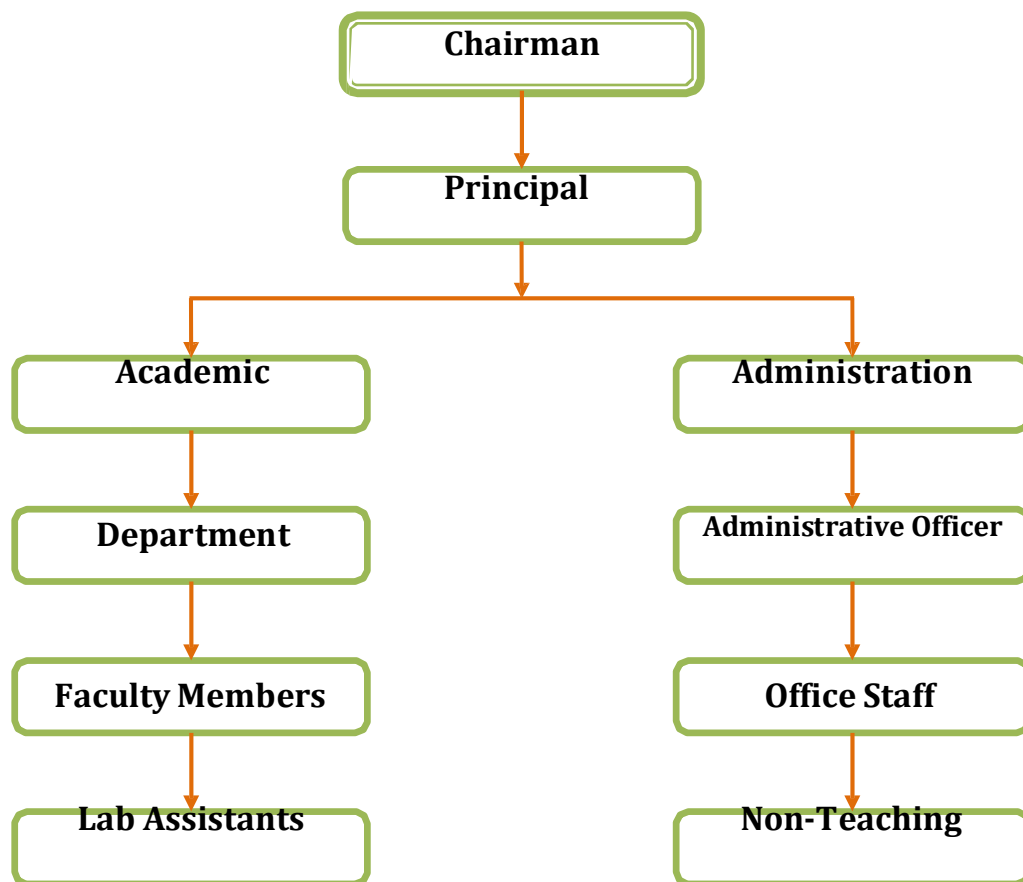 Chairman
Principal
Academic
Administration
Department
Administrative Officer
Faculty Members
Office Staff
Lab Assistants
Non-Teaching